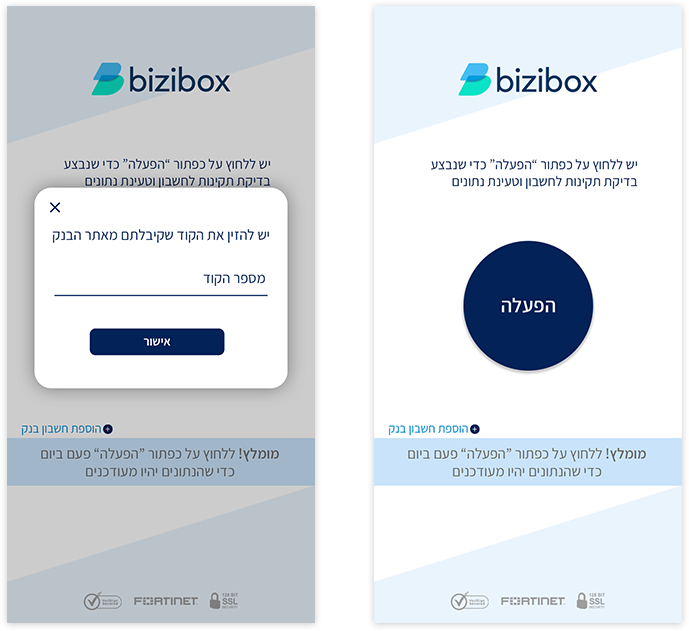 bizibox
יש ללחוץ על כפתור "הפעלה" כדי שנבצע
בדיקת תקינות לחשבון וטעינת נתונים
הפעלה
הוספת חשבון בנק
מומלץ! ללחוץ על כפתור "הפעלה" פעם ביום
כדי שהנתונים יהיו מעודכנים
FORTINET
128 BIT
SSL
SECURITY
bizibox
יש ללחוץ על כפתור "הפעלה" כדי שנבצע
בדיקת תקינות לחשבון וטעינת נתונים
יש להזין את הקוד שקיבלתם מאתר הבנק
מספר הקוד
אישור
הוספת חשבון בנק
מומלץ! ללחוץ על כפתור "הפעלה" פעם ביום
כדי שהנתונים יהיו מעודכנים
FORTINET
128 BIT
SSL
SECURITY